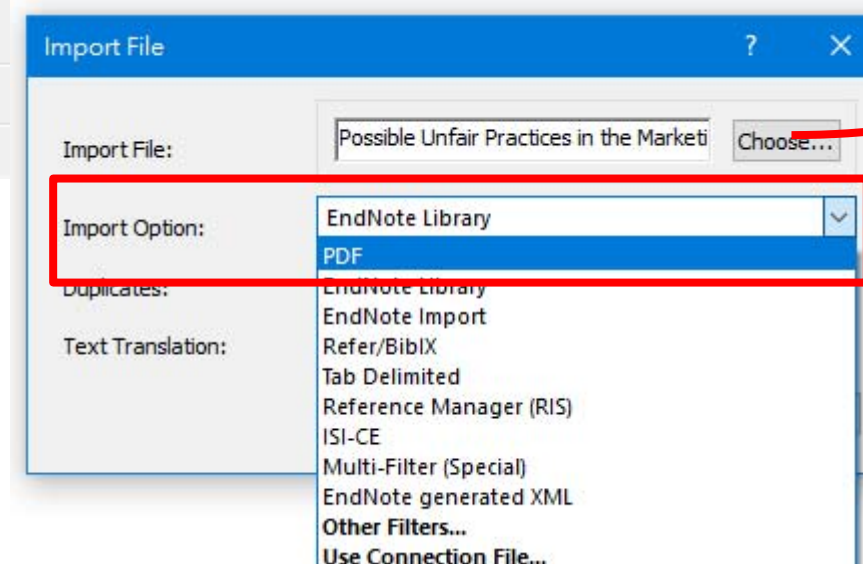 Import File
Import File:
Possible Unfair Practices in the Marketi
Choose...
Import Option:
EndNote Library
PDF
Duplicates:
EndNote Library
EndNote Import
Text Translation:
Refer/BibIX
Tab Delimited
Reference Manager (RIS)
ISI-CE
Multi-Filter (Special)
EndNote generated XML
Other Filters...
Use Connection File...